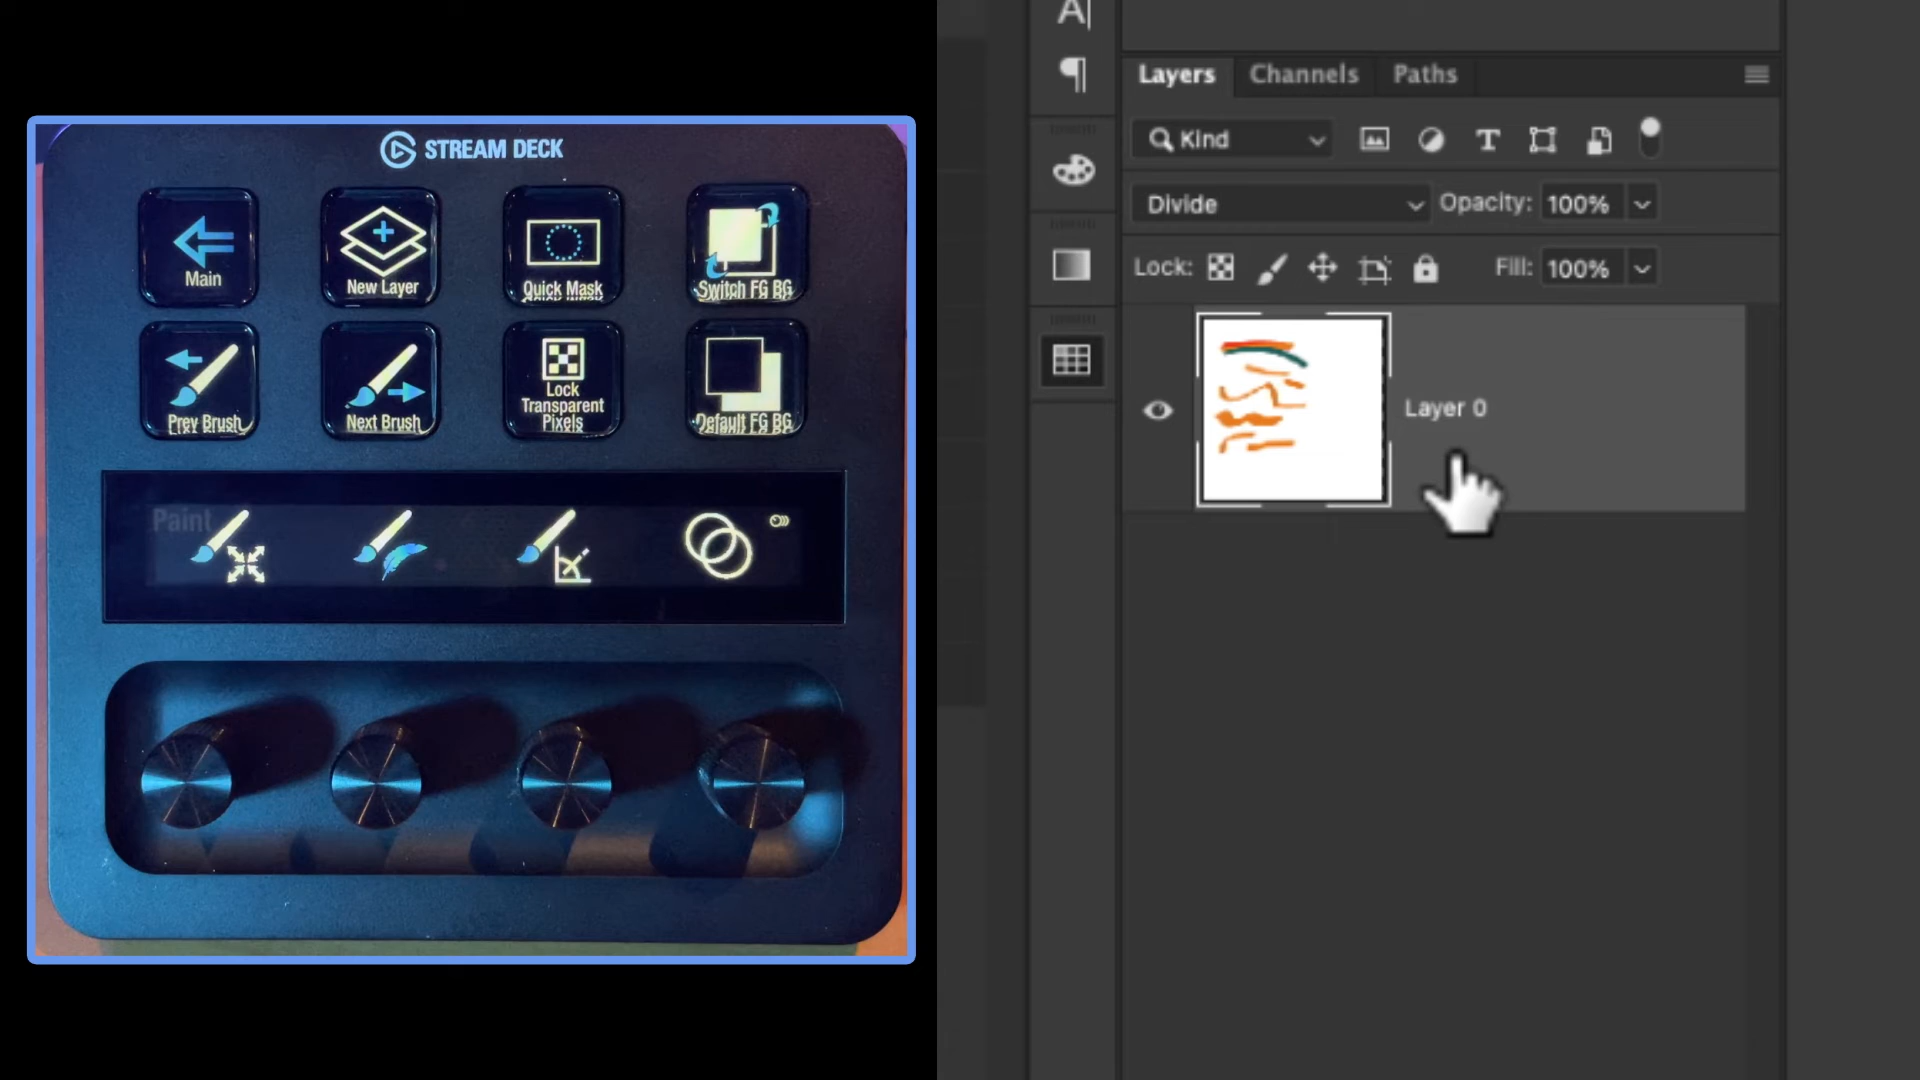 STREAM DECK
Main
New Layer
Quick Mask
Switch FG BG
Prev Brush
Next Brush
Lock
Transparent
Pixels
Default FG BG
Paint
A
¶
Layers Channels Paths
Kind
T
Divide Opacity: 100%
Lock: Fill: 100%
Layer 0